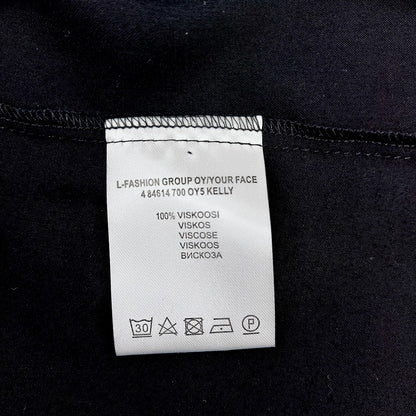 L-FASHION GROUP OY/YOUR FACE
4 84614 700 OY5 KELLY
100% VISKOOSI
VISKOS
VISCOSE
VISKOOS
ВИСКОЗА
30 P